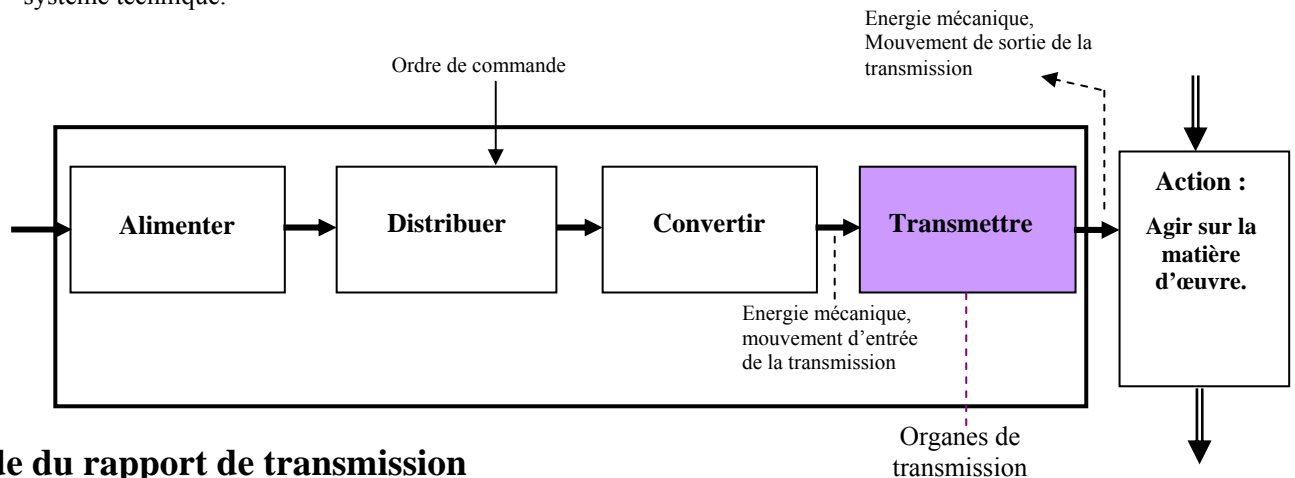 système technique.
Energie mécanique,
Mouvement de sortie de la
transmission
Ordre de commande
Alimenter
Distribuer
Convertir
Transmettre
Action :
Agir sur la
matière
d’œuvre.
Energie mécanique,
mouvement d’entrée
de la transmission
Organes de
transmission
de du rapport de transmission